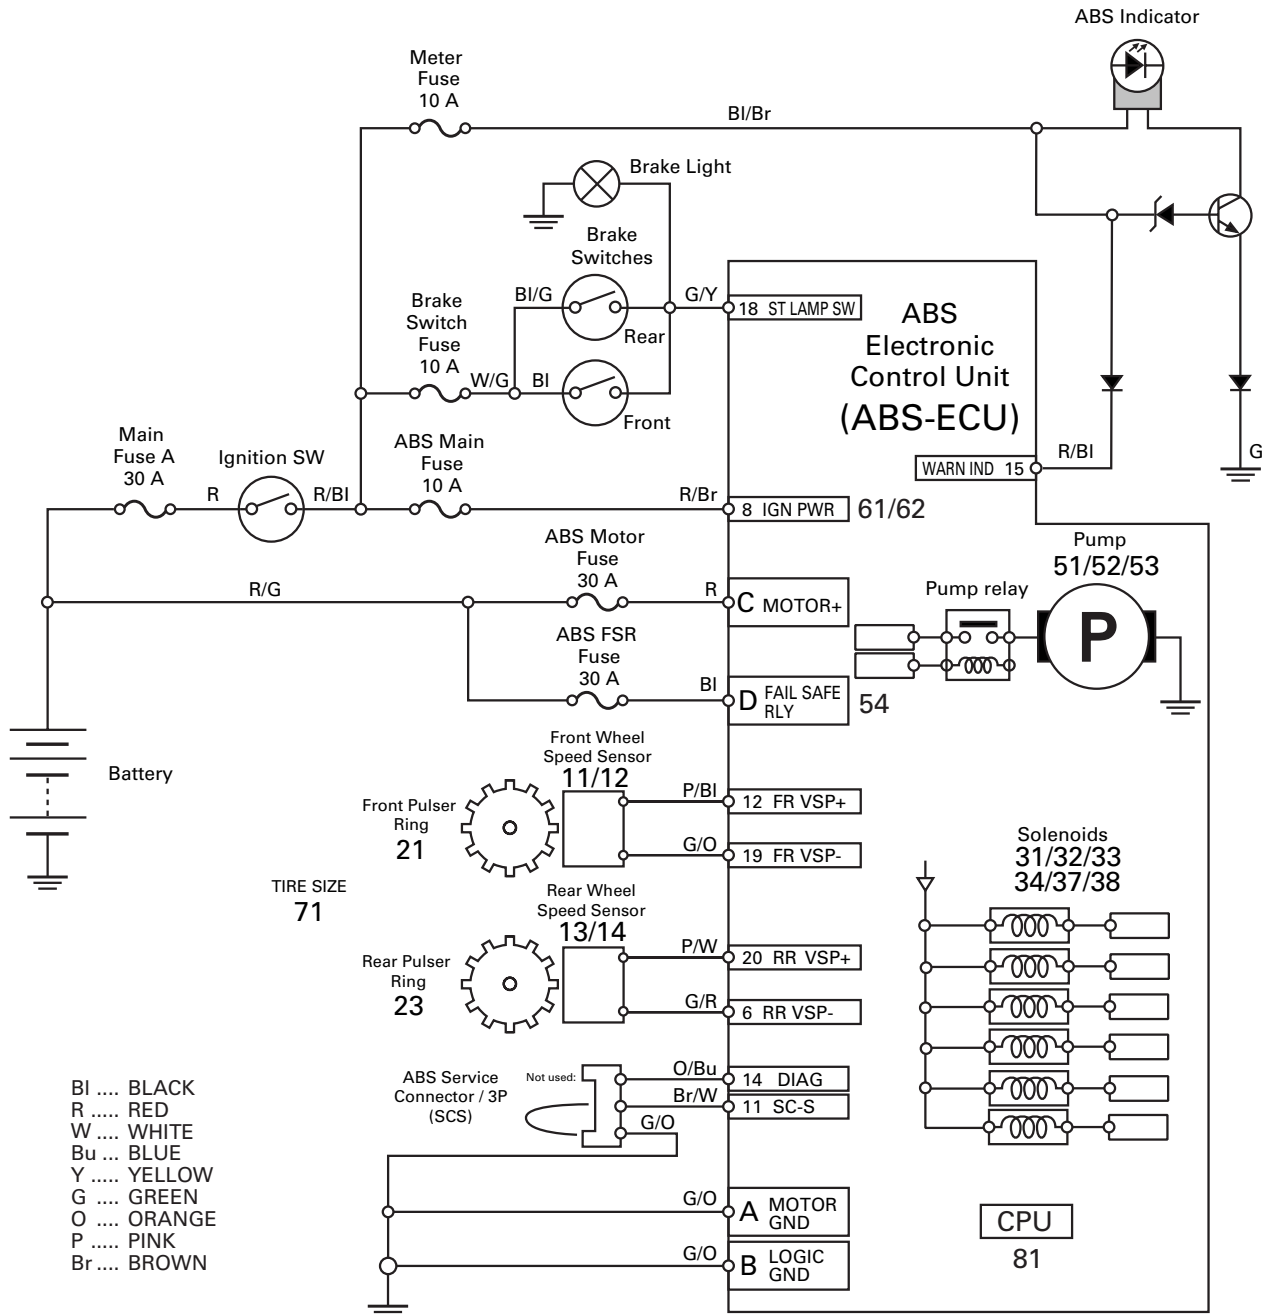 ABS Indicator
Meter
Fuse
10 A
Bl/Br
Brake Light
Brake
Switches
Bl/G
Rear
G/Y
18 ST LAMP SW
Brake
Switch
Fuse
10 A
W/G
Bl
Front
ABS
Electronic
Control Unit
(ABS-ECU)
WARN IND 15
R/Bl
G
Main
Fuse A
30 A
R
Ignition SW
R/Bl
ABS Main
Fuse
10 A
R/Br
8 IGN PWR
61/62
ABS Motor
Fuse
30 A
R/G
R
C MOTOR+
Pump
51/52/53
Pump relay
P
ABS FSR
Fuse
30 A
Bl
D FAIL SAFE
RLY
54
Battery
Front Wheel
Speed Sensor
11/12
Front Pulser
Ring
21
P/Bl
12 FR VSP+
G/O
19 FR VSP-
TIRE SIZE
71
Rear Wheel
Speed Sensor
13/14
Rear Pulser
Ring
23
P/W
20 RR VSP+
G/R
6 RR VSP-
Solenoids
31/32/33
34/37/38
ABS Service
Connector / 3P
(SCS)
Not used:
O/Bu
14 DIAG
Br/W
11 SC-S
G/O
G/O
A MOTOR
GND
G/O
B LOGIC
GND
CPU
81
Bl .... BLACK
R ..... RED
W .... WHITE
Bu ... BLUE
Y ..... YELLOW
G .... GREEN
O .... ORANGE
P ..... PINK
Br .... BROWN